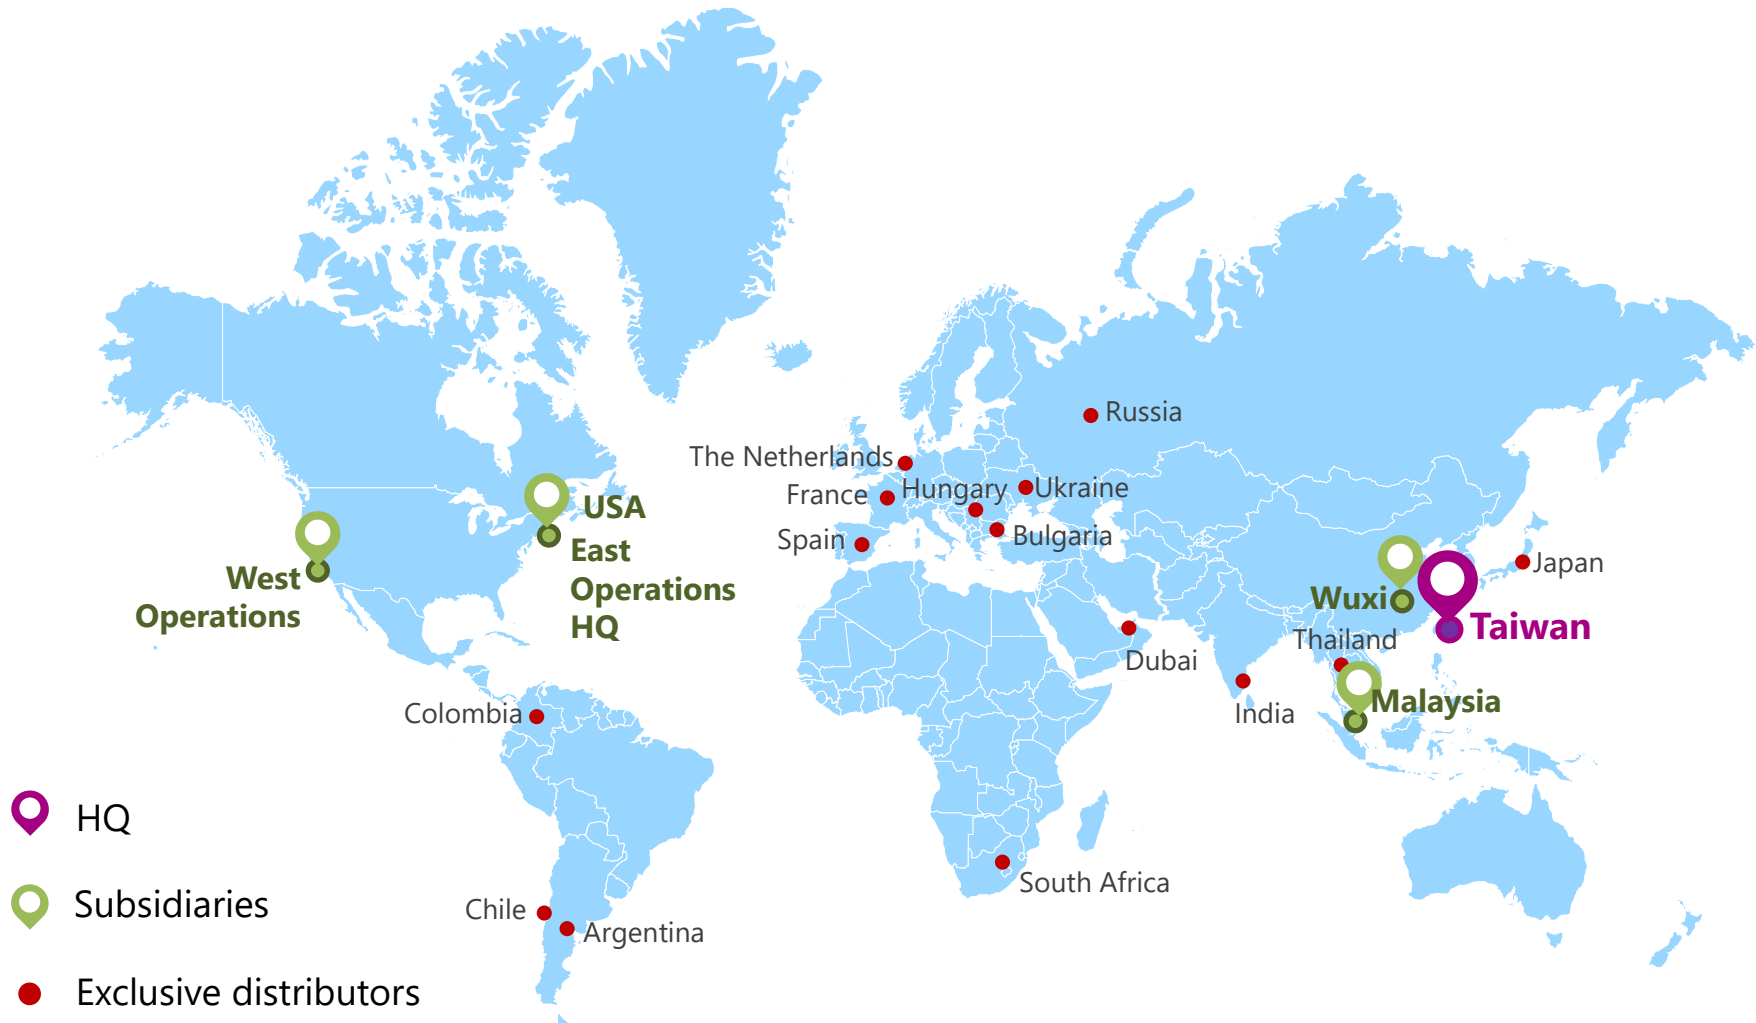 Russia
The Netherlands
France
Hungary
Ukraine
Spain
Bulgaria
USA
East
Operations
HQ
West
Operations
Japan
Wuxi
Taiwan
Thailand
Dubai
Malaysia
India
Colombia
HQ
South Africa
Subsidiaries
Chile
Argentina
Exclusive distributors